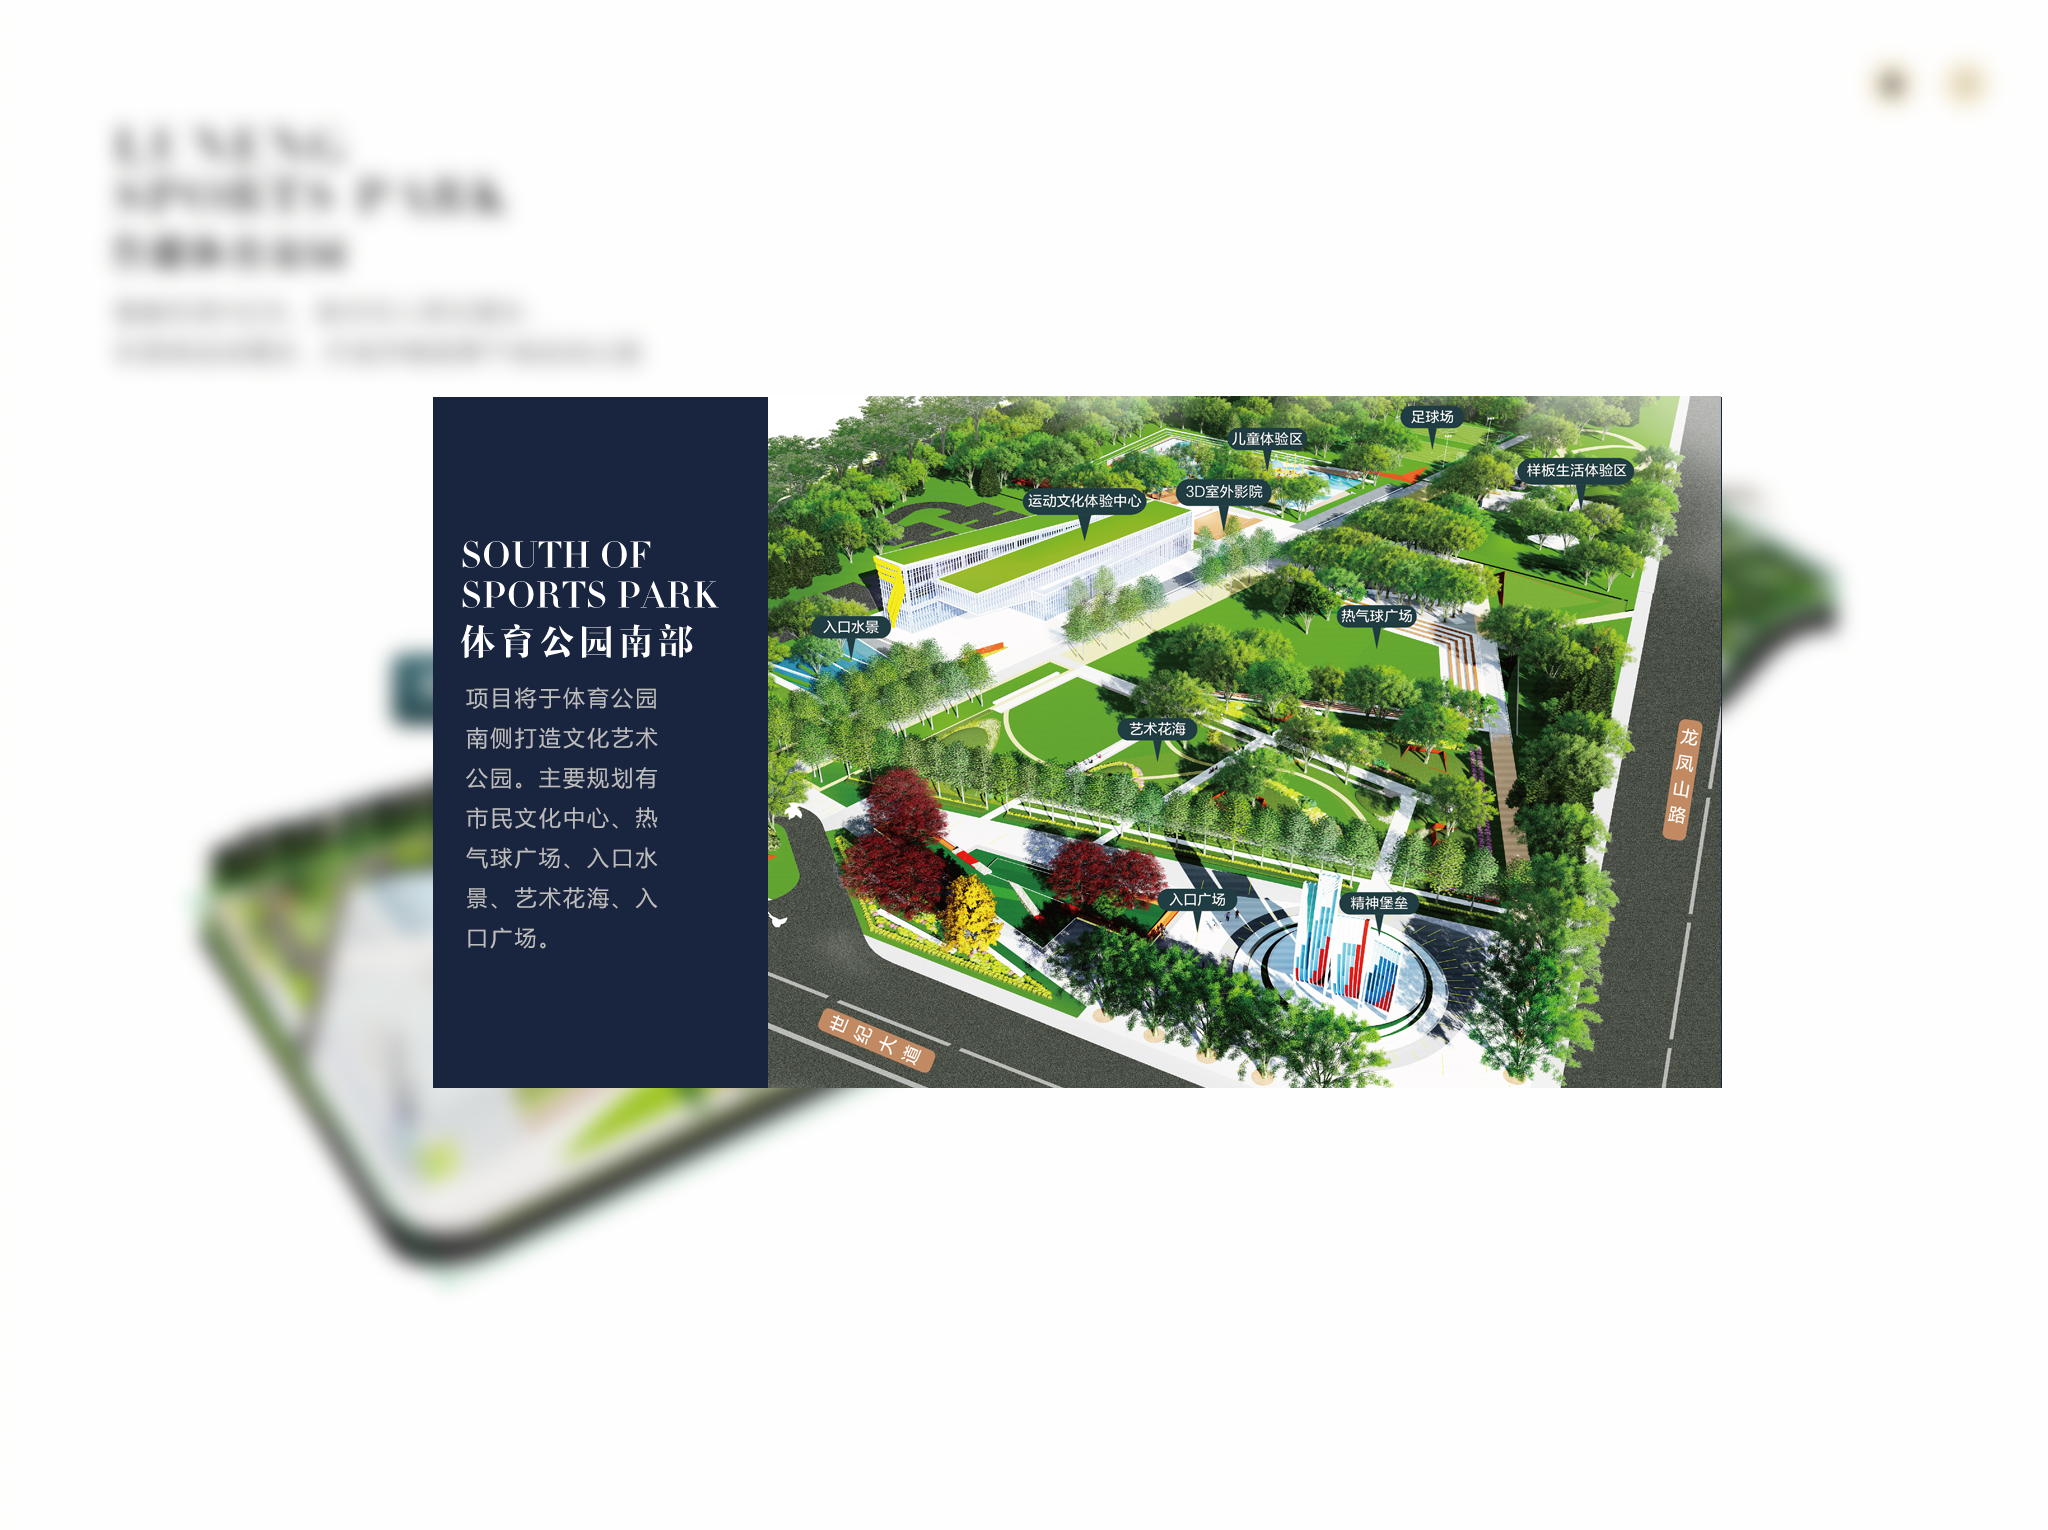 LUNENG
SPORTS PARK
SOUTH OF
SPORTS PARK
体育公园南部
项目将于体育公园
南侧打造文化艺术
公园。主要规划有
市民文化中心、热
气球广场、入口水
景、艺术花海、入
口广场。
足球场
儿童体验区
样板生活体验区
3D室外影院
运动文化体验中心
热气球广场
入口水景
艺术花海
龙凤山路
入口广场
精神堡垒
世纪大道